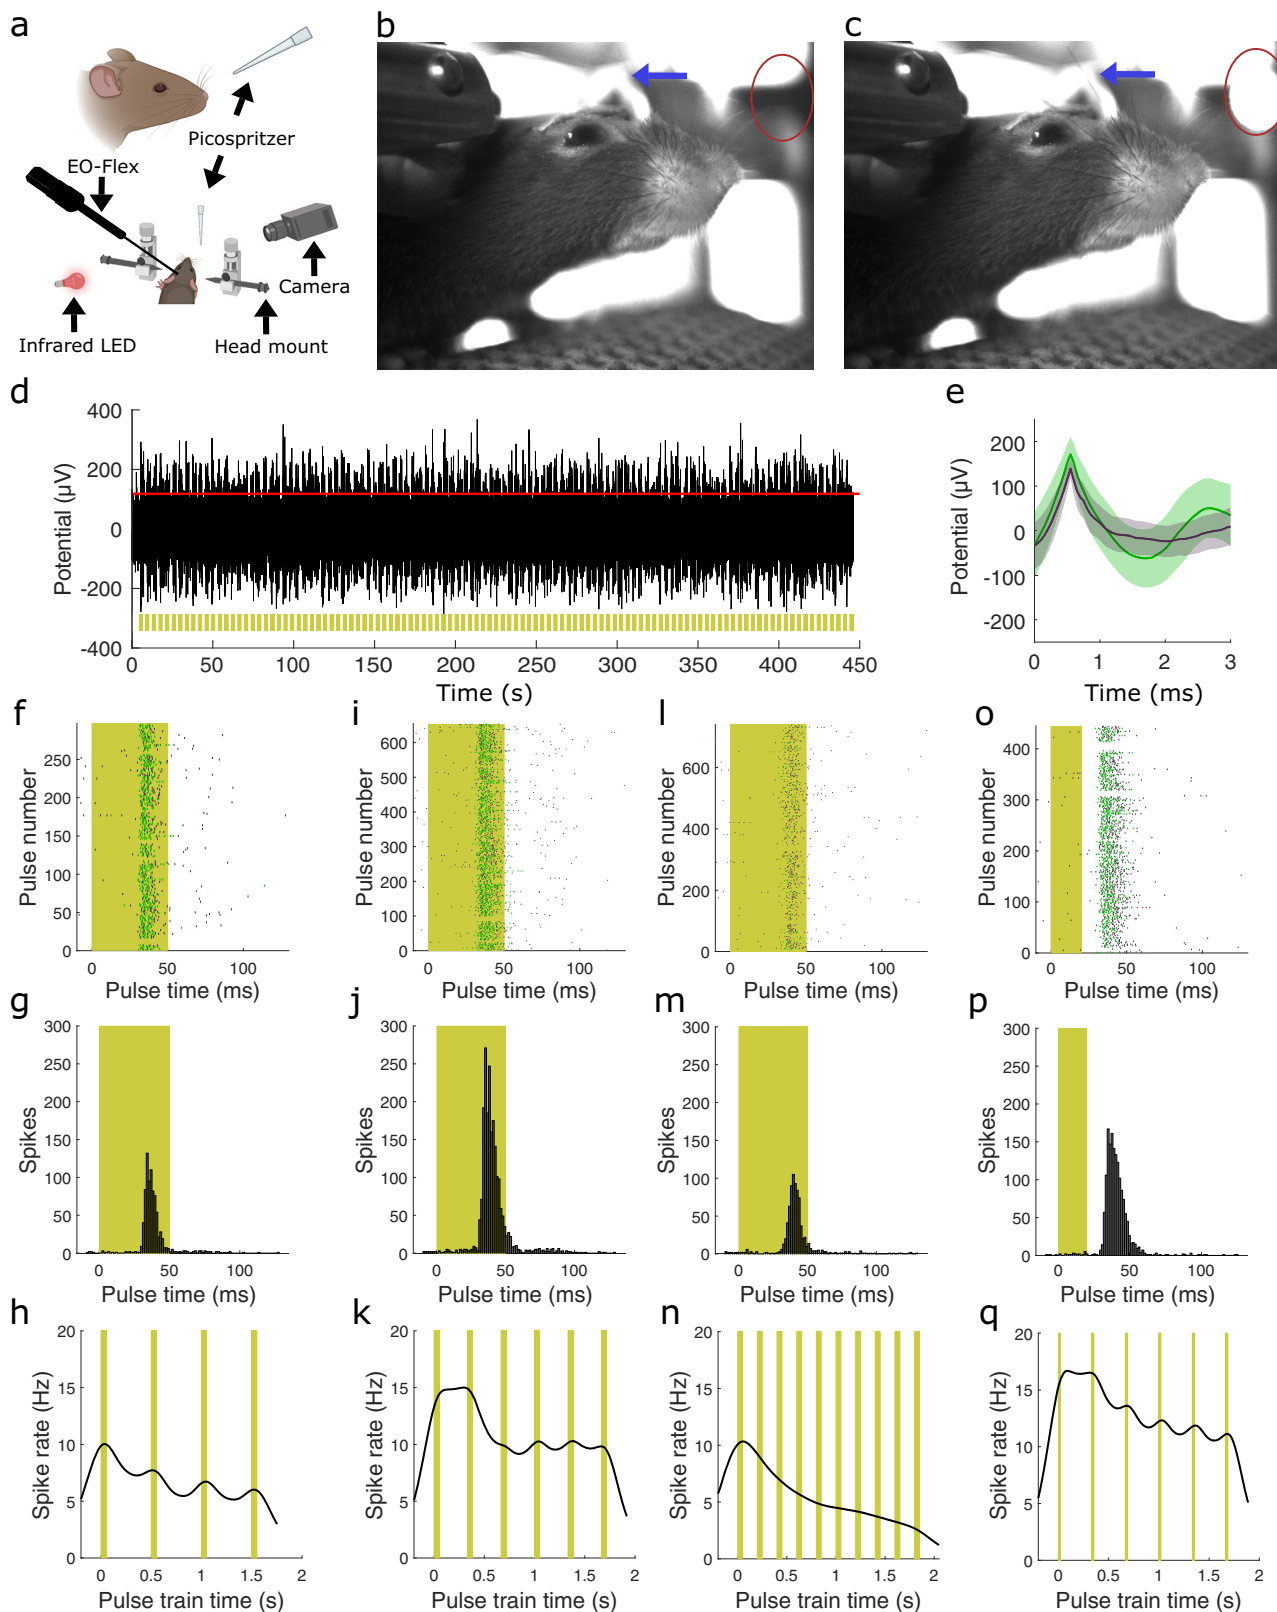 a
Picospritzer
EO-Flex
Camera
Infrared LED
Head mount
b
c
d
400
200
0
-200
-400
Potential (µV)
0 50 100 150 200 250 300 350 400 450
Time (s)
e
200
100
0
-100
-200
Potential (µV)
0 1 2 3
Time (ms)
f
250
200
150
100
50
0
Pulse number
0 50 100
Pulse time (ms)
i
600
500
400
300
200
100
0
Pulse number
0 50 100
Pulse time (ms)
l
600
400
200
0
Pulse number
0 50 100
Pulse time (ms)
o
400
300
200
100
0
Pulse number
0 50 100
Pulse time (ms)
g
300
250
200
150
100
50
0
Spikes
0 50 100
Pulse time (ms)
j
300
250
200
150
100
50
0
Spikes
0 50 100
Pulse time (ms)
m
300
250
200
150
100
50
0
Spikes
0 50 100
Pulse time (ms)
p
300
250
200
150
100
50
0
Spikes
0 50 100
Pulse time (ms)
h
20
15
10
5
0
Spike rate (Hz)
0 0.5 1 1.5 2
Pulse train time (s)
k
20
15
10
5
0
Spike rate (Hz)
0 0.5 1 1.5 2
Pulse train time (s)
n
20
15
10
5
0
Spike rate (Hz)
0 0.5 1 1.5 2
Pulse train time (s)
q
20
15
10
5
0
Spike rate (Hz)
0 0.5 1 1.5 2
Pulse train time (s)